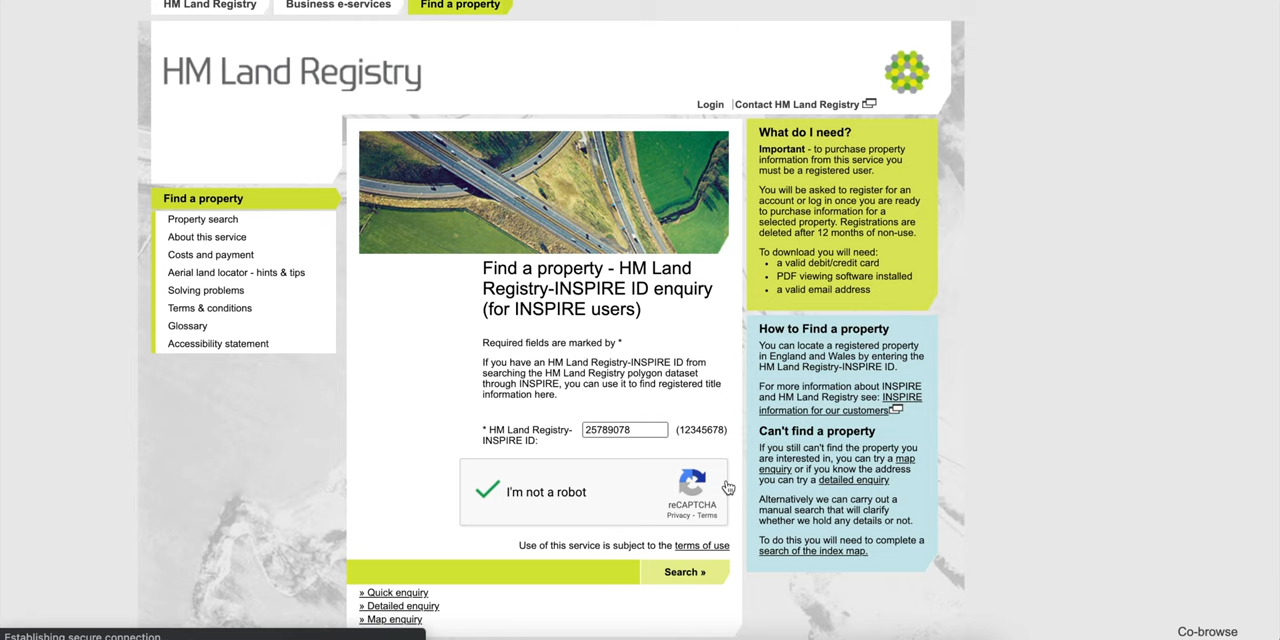 HM Land Registry
Business e-services
Find a property
HM Land Registry
Login
Contact HM Land Registry
Find a property
Property search
About this service
Costs and payment
Aerial land locator - hints & tips
Solving problems
Terms & conditions
Glossary
Accessibility statement
Find a property - HM Land
Registry-INSPIRE ID enquiry
(for INSPIRE users)
Required fields are marked by *
If you have an HM Land Registry-INSPIRE ID from
searching the HM Land Registry polygon dataset
through INSPIRE, you can use it to find registered title
information here.
* HM Land Registry-
INSPIRE ID:
25789078
(12345678)
I'm not a robot
reCAPTCHA
Privacy - Terms
Use of this service is subject to the terms of use
Search »
» Quick enquiry
» Detailed enquiry
» Map enquiry
What do I need?
Important - to purchase property
information from this service you
must be a registered user.
You will be asked to register for an
account or log in once you are ready
to purchase information for a
selected property. Registrations are
deleted after 12 months of non-use.
To download you will need:
• a valid debit/credit card
• PDF viewing software installed
• a valid email address
How to Find a property
You can locate a registered property
in England and Wales by entering the
HM Land Registry-INSPIRE ID.
For more information about INSPIRE
and HM Land Registry see: INSPIRE
information for our customers
Can't find a property
If you still can't find the property you
are interested in, you can try a map
enquiry or if you know the address
you can try a detailed enquiry
Alternatively we can carry out a
manual search that will clarify
whether we hold any details or not.
To do this you will need to complete a
search of the index map.
Establishing secure connection
Co-browse